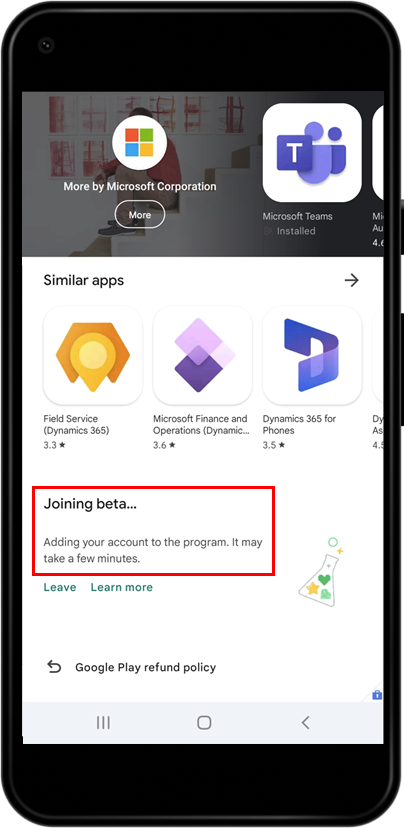 More by Microsoft Corporation
More
T
Microsoft Teams
Installed
Mi
Au
4.6
Similar apps
Field Service
(Dynamics 365)
3.3 ★
Microsoft Finance and
Operations (Dynamic...
3.6 ★
Dynamics 365 for
Phones
3.5 ★
Dy
As
4.5
Joining beta...
Adding your account to the program. It may
take a few minutes.
Leave Learn more
Google Play refund policy